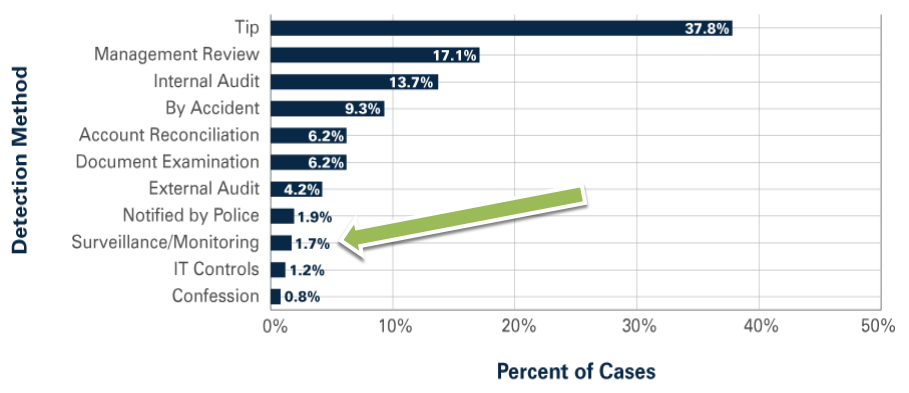 Detection Method
Tip 37.8%
Management Review 17.1%
Internal Audit 13.7%
By Accident 9.3%
Account Reconciliation 6.2%
Document Examination 6.2%
External Audit 4.2%
Notified by Police 1.9%
Surveillance/Monitoring 1.7%
IT Controls 1.2%
Confession 0.8%
0% 10% 20% 30% 40% 50%
Percent of Cases